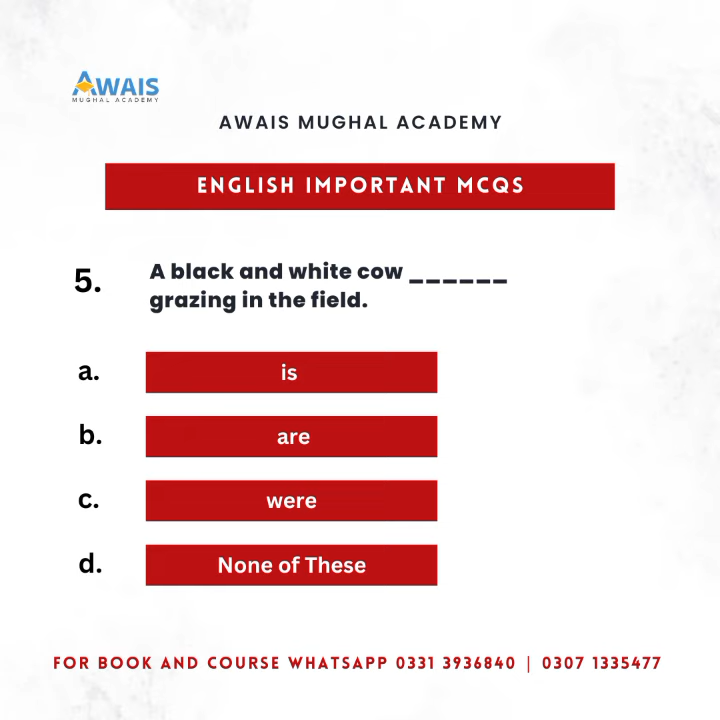 AWAIS
MUGHAL ACADEMY
AWAIS MUGHAL ACADEMY
ENGLISH IMPORTANT MCQS
5. A black and white cow ______
grazing in the field.
a. is
b. are
c. were
d. None of These
FOR BOOK AND COURSE WHATSAPP 0331 3936840 | 0307 1335477